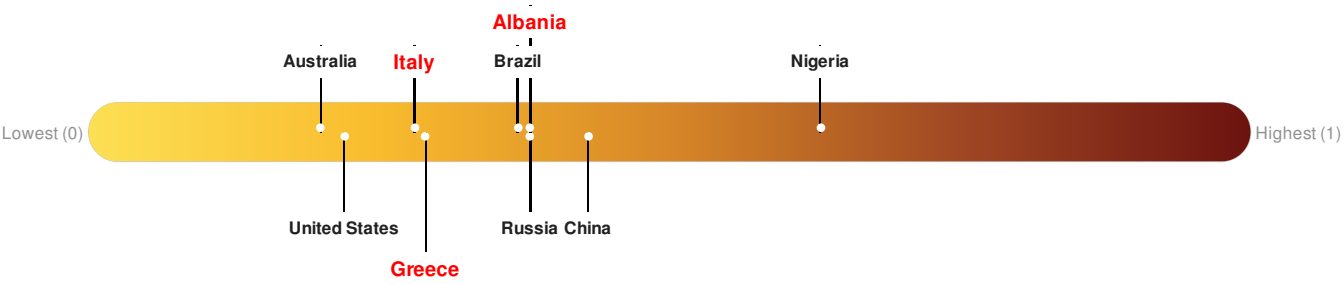 Albania
Australia
Italy
Brazil
Nigeria
Lowest (0)
Highest (1)
United States
Russia
China
Greece